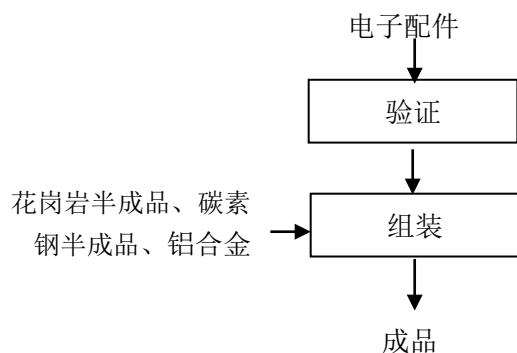 电子配件
验证
花岗岩半成品、碳素
钢半成品、铝合金
组装
成品